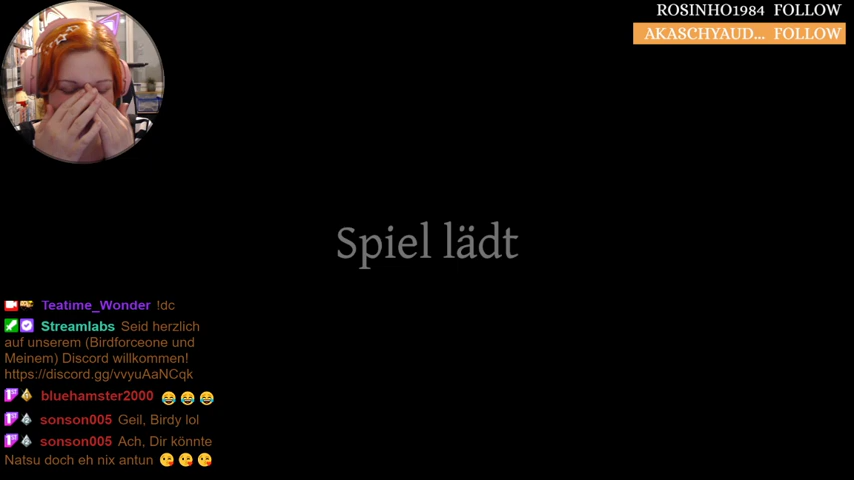 ROSINHO1984 FOLLOW
AKASCHYAUD... FOLLOW
Spiel lädt
Teatime_Wonder !dc
Streamlabs Seid herzlich
auf unserem (Birdforceone und
Meinem) Discord willkommen!
https://discord.gg/vvyuAaNCqk
bluehamster2000 😂 😂 😂
sonson005 Geil, Birdy lol
sonson005 Ach, Dir könnte
Natsu doch eh nix antun 😘 😘 😘